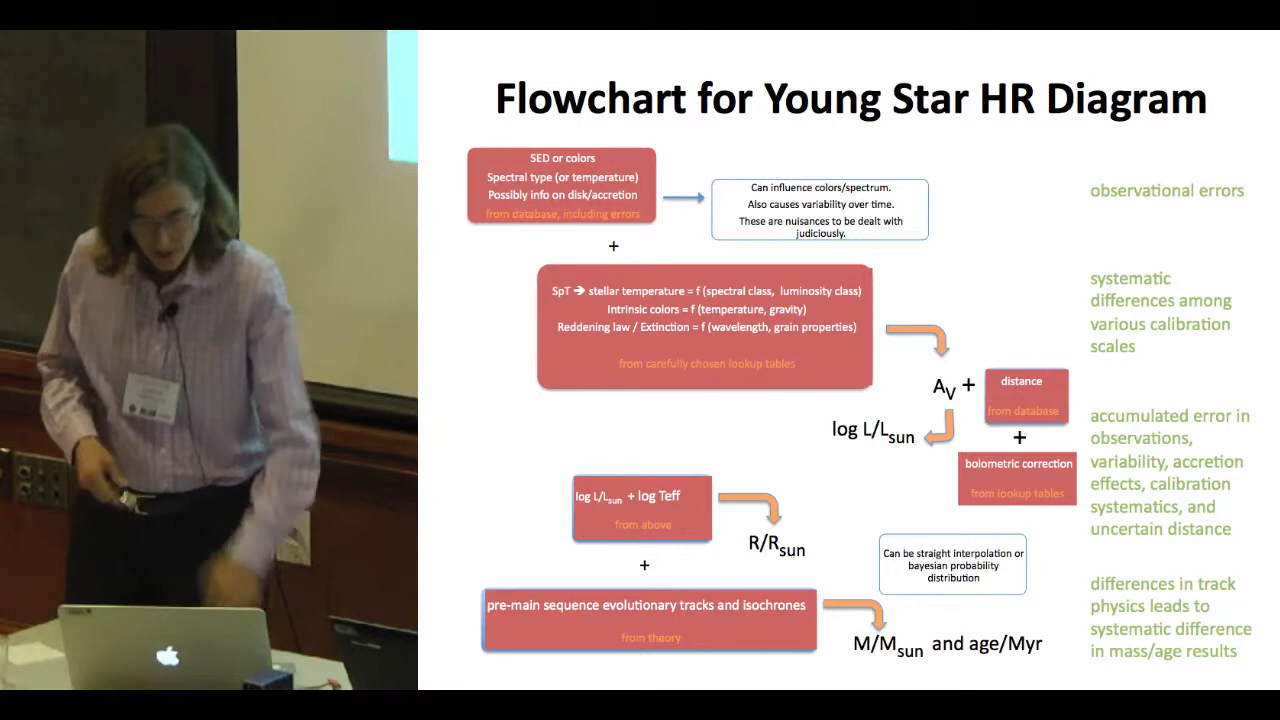 Flowchart for Young Star HR Diagram
SED or colors
Spectral type (or temperature)
Possibly info on disk/accretion
from database, including errors
Can influence colors/spectrum.
Also causes variability over time.
These are nuisances to be dealt with
judiciously.
observational errors
+
SpT ➔ stellar temperature = f (spectral class, luminosity class)
Intrinsic colors = f (temperature, gravity)
Reddening law / Extinction = f (wavelength, grain properties)
from carefully chosen lookup tables
systematic
differences among
various calibration
scales
AV +
distance
from database
log L/Lsun
+
bolometric correction
from lookup tables
accumulated error in
observations,
variability, accretion
effects, calibration
systematics, and
uncertain distance
log L/Lsun + log Teff
from above
R/Rsun
+
Can be straight interpolation or
bayesian probability
distribution
pre-main sequence evolutionary tracks and isochrones
from theory
M/Msun and age/Myr
differences in track
physics leads to
systematic difference
in mass/age results